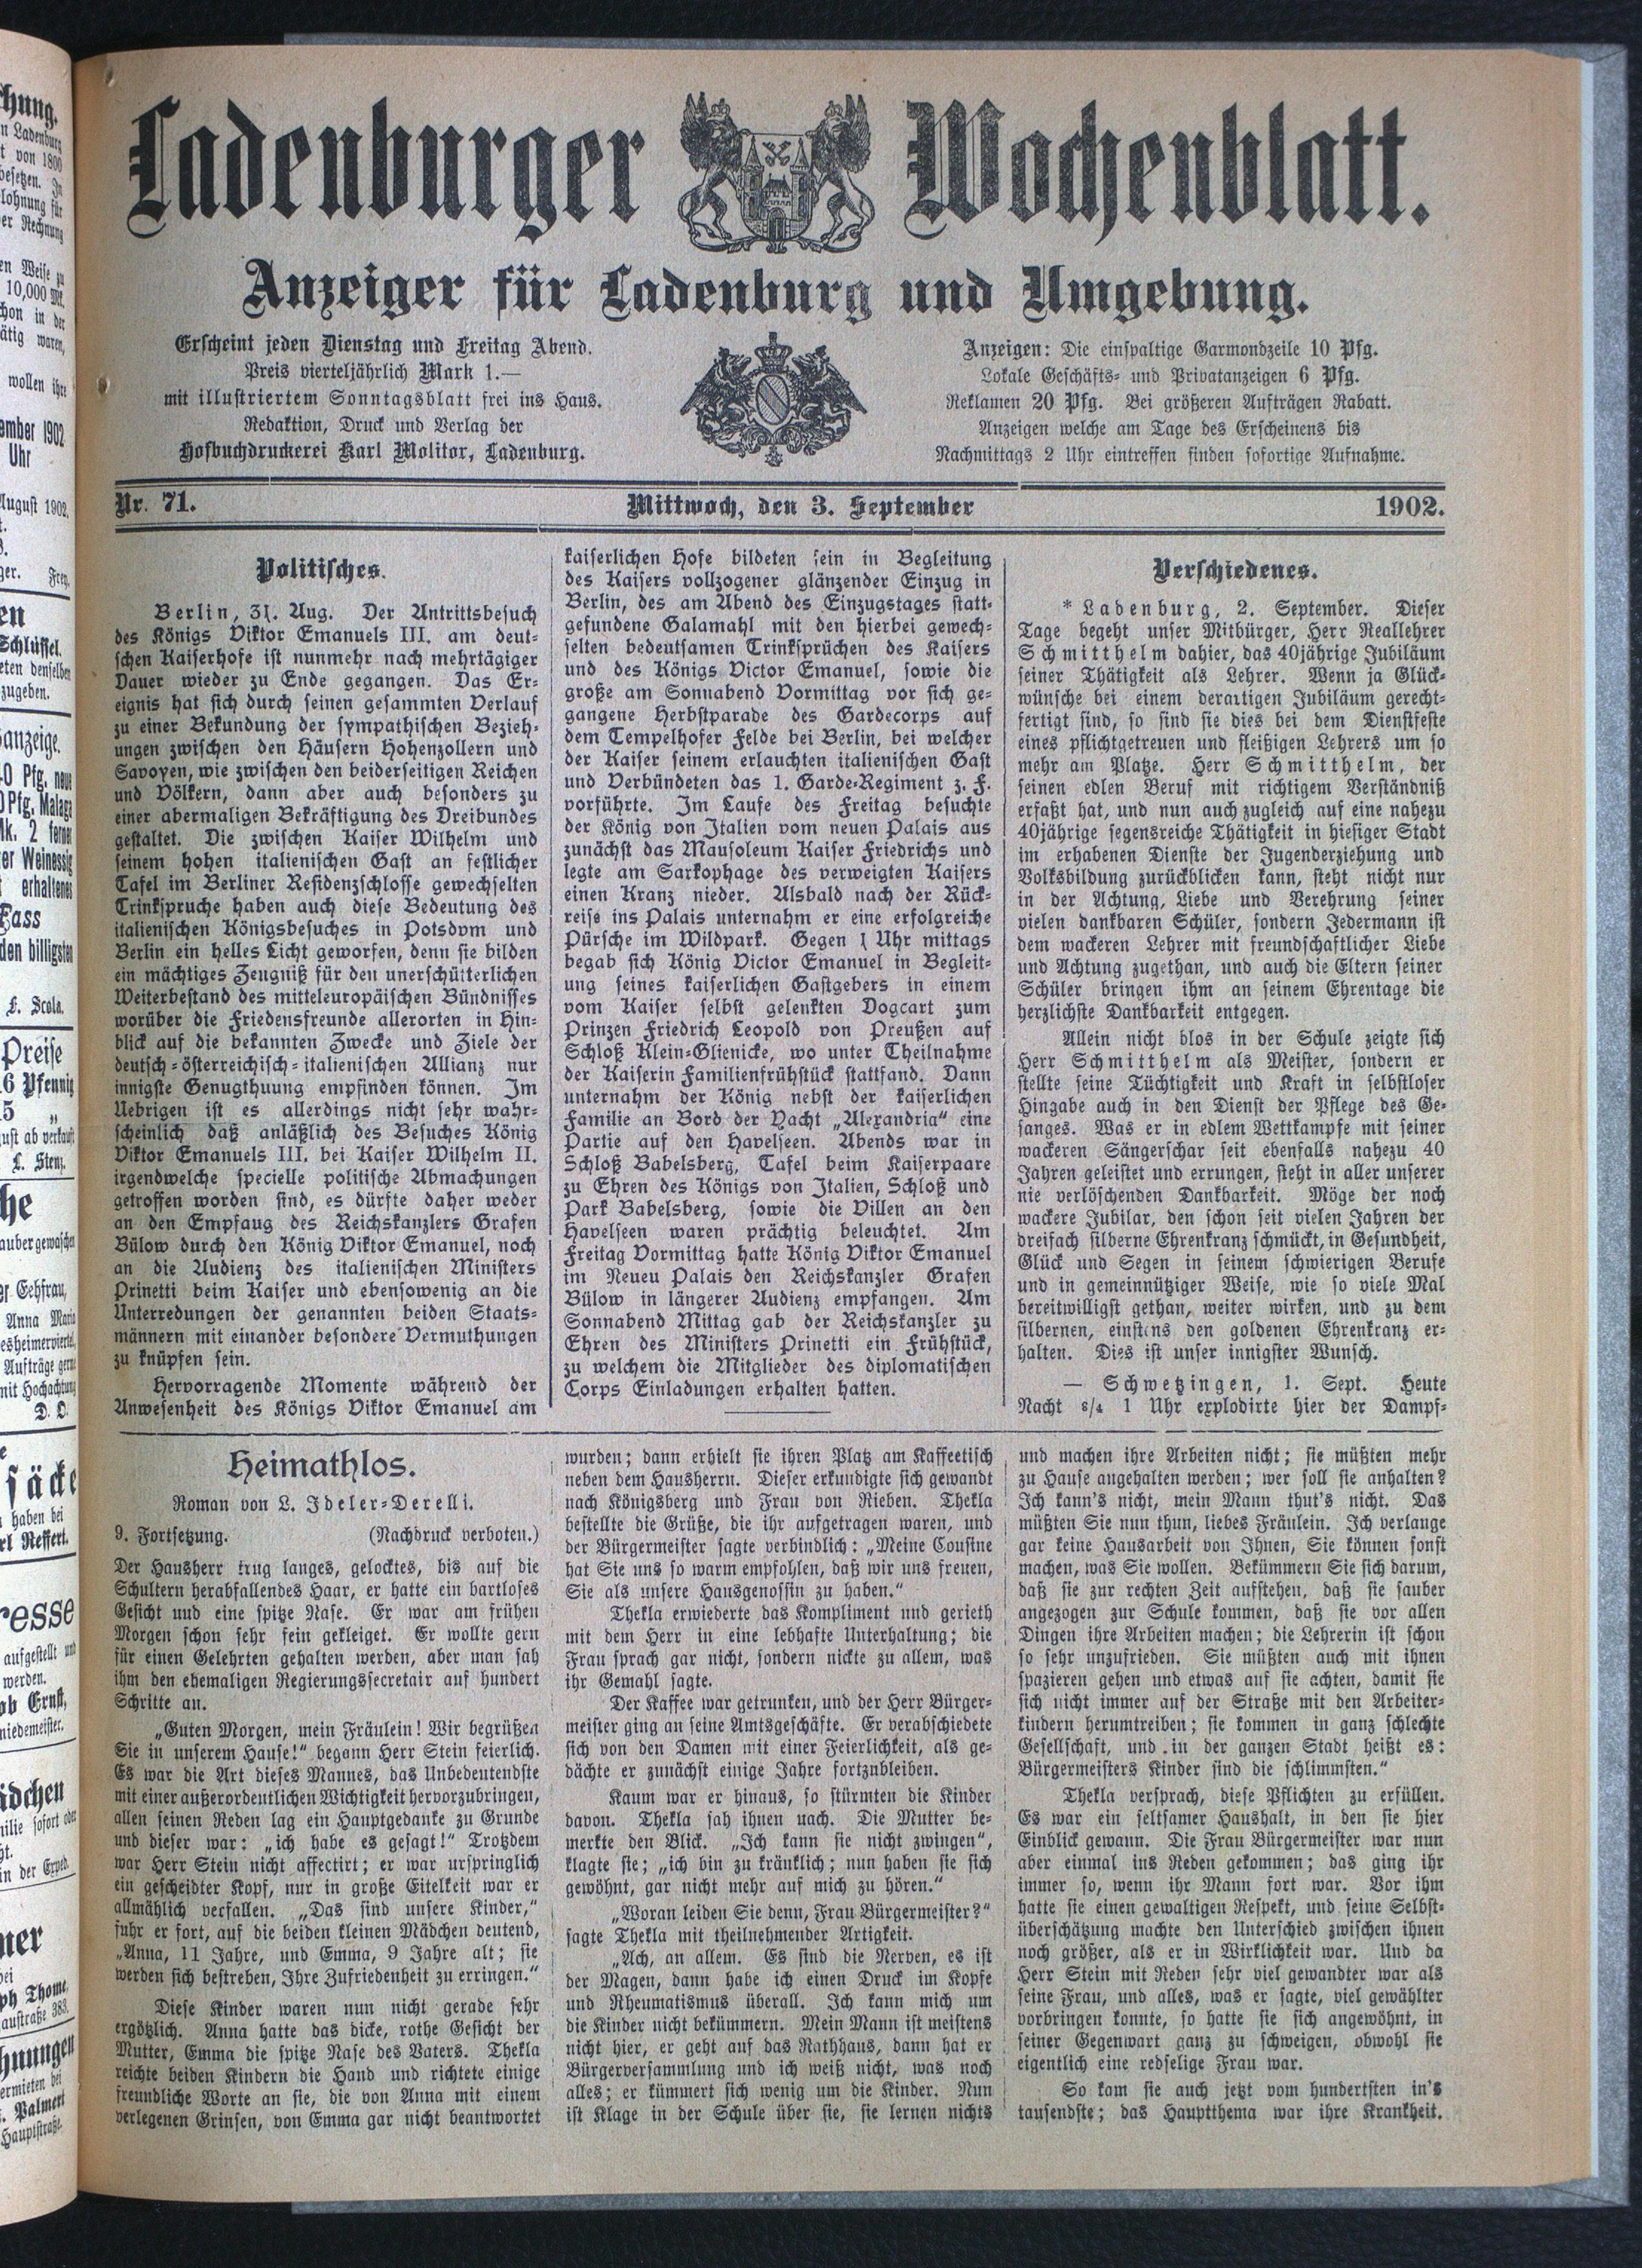 Ladenburger Wochenblatt.
Anzeiger für Ladenburg und Umgebung.
Erscheint jeden Dienstag und Freitag Abend.
Preis vierteljährlich Mark 1.—
mit illustriertem Sonntagsblatt frei ins Haus.
Redaktion, Druck und Verlag der
Hofbuchdruckerei Karl Molitor, Ladenburg.
Anzeigen: Die einspaltige Garmondzeile 10 Pfg.
Lokale Geschäfts- und Privatanzeigen 6 Pfg.
Reklamen 20 Pfg. Bei größeren Aufträgen Rabatt.
Anzeigen welche am Tage des Erscheinens bis
Nachmittags 2 Uhr eintreffen finden sofortige Aufnahme.
Nr. 71. Mittwoch, den 3. September 1902.
Politisches.
Berlin, 31. Aug. Der Antrittsbesuch
des Königs Viktor Emanuels III. am deut-
schen Kaiserhofe ist nunmehr nach mehrtägiger
Dauer wieder zu Ende gegangen. Das Er-
eignis hat sich durch seinen gesammten Verlauf
zu einer Bekundung der sympathischen Bezieh-
ungen zwischen den Häusern Hohenzollern und
Savoyen, wie zwischen den beiderseitigen Reichen
und Völkern, dann aber auch besonders zu
einer abermaligen Bekräftigung des Dreibundes
gestaltet. Die zwischen Kaiser Wilhelm und
seinem hohen italienischen Gast an festlicher
Tafel im Berliner Residenzschlosse gewechselten
Trinkspruche haben auch diese Bedeutung des
italienischen Königsbesuches in Potsdvm und
Berlin ein helles Licht geworfen, denn sie bilden
ein mächtiges Zeugniß für den unerschütterlichen
Weiterbestand des mitteleuropäischen Bündnisses
worüber die Friedensfreunde allerorten in Hin-
blick auf die bekannten Zwecke und Ziele der
deutsch-österreichisch-italienischen Allianz nur
innigste Genugthuung empfinden können. Im
Uebrigen ist es allerdings nicht sehr wahr-
scheinlich daß anläßlich des Besuches König
Viktor Emanuels III. bei Kaiser Wilhelm II.
irgendwelche specielle politische Abmachungen
getroffen worden sind, es dürfte daher weder
an den Empfaug des Reichskanzlers Grafen
Bülow durch den König Viktor Emanuel, noch
an die Audienz des italienischen Ministers
Prinetti beim Kaiser und ebensowenig an die
Unterredungen der genannten beiden Staats-
männern mit einander besondere Vermuthungen
zu knüpfen sein.
Hervorragende Momente während der
Anwesenheit des Königs Viktor Emanuel am
kaiserlichen Hofe bildeten sein in Begleitung
des Kaisers vollzogener glänzender Einzug in
Berlin, des am Abend des Einzugstages statt-
gefundene Galamahl mit den hierbei gewech-
selten bedeutsamen Trinksprüchen des Kaisers
und des Königs Victor Emanuel, sowie die
große am Sonnabend Vormittag vor sich ge-
gangene Herbstparade des Gardecorps auf
dem Tempelhofer Felde bei Berlin, bei welcher
der Kaiser seinem erlauchten italienischen Gast
und Verbündeten das 1. Garde-Regiment z. F.
vorführte. Im Laufe des Freitag besuchte
der König von Italien vom neuen Palais aus
zunächst das Mausoleum Kaiser Friedrichs und
legte am Sarkophage des verweigten Kaisers
einen Kranz nieder. Alsbald nach der Rück-
reise ins Palais unternahm er eine erfolgreiche
Pürsche im Wildpark. Gegen 1 Uhr mittags
begab sich König Victor Emanuel in Begleit-
ung seines kaiserlichen Gastgebers in einem
vom Kaiser selbst gelenkten Dogcart zum
Prinzen Friedrich Leopold von Preußen auf
Schloß Klein-Glienicke, wo unter Theilnahme
der Kaiserin Familienfrühstück stattfand. Dann
unternahm der König nebst der kaiserlichen
Familie an Bord der Yacht „Alexandria“ eine
Partie auf den Havelseen. Abends war in
Schloß Babelsberg, Tafel beim Kaiserpaare
zu Ehren des Königs von Italien, Schloß und
Park Babelsberg, sowie die Villen an den
Havelseen waren prächtig beleuchtet. Am
Freitag Vormittag hatte König Viktor Emanuel
im Neueu Palais den Reichskanzler Grafen
Bülow in längerer Audienz empfangen. Am
Sonnabend Mittag gab der Reichskanzler zu
Ehren des Ministers Prinetti ein Frühstück,
zu welchem die Mitglieder des diplomatischen
Corps Einladungen erhalten hatten.
Verschiedenes.
* Ladenburg, 2. September. Dieser
Tage begeht unser Mitbürger, Herr Reallehrer
Schmitthelm dahier, das 40jährige Jubiläum
seiner Thätigkeit als Lehrer. Wenn ja Glück-
wünsche bei einem derartigen Jubiläum gerecht-
fertigt sind, so sind sie dies bei dem Dienstfeste
eines pflichtgetreuen und fleißigen Lehrers um so
mehr am Platze. Herr Schmitthelm, der
seinen edlen Beruf mit richtigem Verständniß
erfaßt hat, und nun auch zugleich auf eine nahezu
40jährige segensreiche Thätigkeit in hiesiger Stadt
im erhabenen Dienste der Jugenderziehung und
Volksbildung zurückblicken kann, steht nicht nur
in der Achtung, Liebe und Verehrung seiner
vielen dankbaren Schüler, sondern Jedermann ist
dem wackeren Lehrer mit freundschaftlicher Liebe
und Achtung zugethan, und auch die Eltern seiner
Schüler bringen ihm an seinem Ehrentage die
herzlichste Dankbarkeit entgegen.
Allein nicht blos in der Schule zeigte sich
Herr Schmitthelm als Meister, sondern er
stellte seine Tüchtigkeit und Kraft in selbstloser
Hingabe auch in den Dienst der Pflege des Ge-
sanges. Was er in edlem Wettkampfe mit seiner
wackeren Sängerschar seit ebenfalls nahezu 40
Jahren geleistet und errungen, steht in aller unserer
nie verlöschenden Dankbarkeit. Möge der noch
wackere Jubilar, den schon seit vielen Jahren der
dreifach silberne Ehrenkranz schmückt, in Gesundheit,
Glück und Segen in seinem schwierigen Berufe
und in gemeinnütziger Weise, wie so viele Mal
bereitwilligst gethan, weiter wirken, und zu dem
silbernen, einstens den goldenen Ehrenkranz er-
halten. Dies ist unser innigster Wunsch.
— Schwetzingen, 1. Sept. Heute
Nacht 3/4 1 Uhr explodirte hier der Dampf-
Heimathlos.
Roman von L. Ideler-Derelli.
9. Fortsetzung. (Nachdruck verboten.)
Der Hausherr trug langes, gelocktes, bis auf die
Schultern herabfallendes Haar, er hatte ein bartloses
Gesicht und eine spitze Nase. Er war am frühen
Morgen schon sehr fein gekleiget. Er wollte gern
für einen Gelehrten gehalten werden, aber man sah
ihm den ehemaligen Regierungssecretair auf hundert
Schritte an.
„Guten Morgen, mein Fräulein! Wir begrüßen
Sie in unserem Hause!“ begann Herr Stein feierlich.
Es war die Art dieses Mannes, das Unbedeutendste
mit einer außerordentlichen Wichtigkeit hervorzubringen,
allen seinen Reden lag ein Hauptgedanke zu Grunde
und dieser war: „ich habe es gesagt!“ Trotzdem
war Herr Stein nicht affectirt; er war urspringlich
ein gescheidter Kopf, nur in große Eitelkeit war er
allmählich verfallen. „Das sind unsere Kinder,“
fuhr er fort, auf die beiden kleinen Mädchen deutend,
„Anna, 11 Jahre, und Emma, 9 Jahre alt; sie
werden sich bestreben, Ihre Zufriedenheit zu erringen.“
Diese Kinder waren nun nicht gerade sehr
ergötzlich. Anna hatte das dicke, rothe Gesicht der
Mutter, Emma die spitze Nase des Vaters. Thekla
reichte beiden Kindern die Hand und richtete einige
freundliche Worte an sie, die von Anna mit einem
verlegenen Grinsen, von Emma gar nicht beantwortet
wurden; dann erhielt sie ihren Platz am Kaffeetisch
neben dem Hausherrn. Dieser erkundigte sich gewandt
nach Königsberg und Frau von Rieben. Thekla
bestellte die Grüße, die ihr aufgetragen waren, und
der Bürgermeister sagte verbindlich: „Meine Cousine
hat Sie uns so warm empfohlen, daß wir uns freuen,
Sie als unsere Hausgenossin zu haben.“
Thekla erwiederte das Kompliment und gerieth
mit dem Herr in eine lebhafte Unterhaltung; die
Frau sprach gar nicht, sondern nickte zu allem, was
ihr Gemahl sagte.
Der Kaffee war getrunken, und der Herr Bürger-
meister ging an seine Amtsgeschäfte. Er verabschiedete
sich von den Damen mit einer Feierlichkeit, als ge-
dächte er zunächst einige Jahre fortzubleiben.
Kaum war er hinaus, so stürmten die Kinder
davon. Thekla sah ihnen nach. Die Mutter be-
merkte den Blick. „Ich kann sie nicht zwingen“,
klagte sie; „ich bin zu kränklich; nun haben sie sich
gewöhnt, gar nicht mehr auf mich zu hören.“
„Woran leiden Sie denn, Frau Bürgermeister?“
sagte Thekla mit theilnehmender Artigkeit.
„Ach, an allem. Es sind die Nerven, es ist
der Magen, dann habe ich einen Druck im Kopfe
und Rheumatismus überall. Ich kann mich um
die Kinder nicht bekümmern. Mein Mann ist meistens
nicht hier, er geht auf das Rathhaus, dann hat er
Bürgerversammlung und ich weiß nicht, was noch
alles; er kümmert sich wenig um die Kinder. Nun
ist Klage in der Schule über sie, sie lernen nichts
und machen ihre Arbeiten nicht; sie müßten mehr
zu Hause angehalten werden; wer soll sie anhalten?
Ich kann's nicht, mein Mann thut's nicht. Das
müßten Sie nun thun, liebes Fräulein. Ich verlange
gar keine Hausarbeit von Ihnen, Sie können sonst
machen, was Sie wollen. Bekümmern Sie sich darum,
daß sie zur rechten Zeit aufstehen, daß sie sauber
angezogen zur Schule kommen, daß sie vor allen
Dingen ihre Arbeiten machen; die Lehrerin ist schon
so sehr unzufrieden. Sie müßten auch mit ihnen
spazieren gehen und etwas auf sie achten, damit sie
sich nicht immer auf der Straße mit den Arbeiter-
kindern herumtreiben; sie kommen in ganz schlechte
Gesellschaft, und in der ganzen Stadt heißt es:
Bürgermeisters Kinder sind die schlimmsten.“
Thekla versprach, diese Pflichten zu erfüllen.
Es war ein seltsamer Haushalt, in den sie hier
Einblick gewann. Die Frau Bürgermeister war nun
aber einmal ins Reden gekommen; das ging ihr
immer so, wenn ihr Mann fort war. Vor ihm
hatte sie einen gewaltigen Respekt, und seine Selbst-
überschätzung machte den Unterschied zwischen ihnen
noch größer, als er in Wirklichkeit war. Und da
Herr Stein mit Reden sehr viel gewandter war als
seine Frau, und alles, was er sagte, viel gewählter
vorbringen konnte, so hatte sie sich angewöhnt, in
seiner Gegenwart ganz zu schweigen, obwohl sie
eigentlich eine redselige Frau war.
So kam sie auch jetzt vom hundertsten in's
tausendste; das Hauptthema war ihre Krankheit.